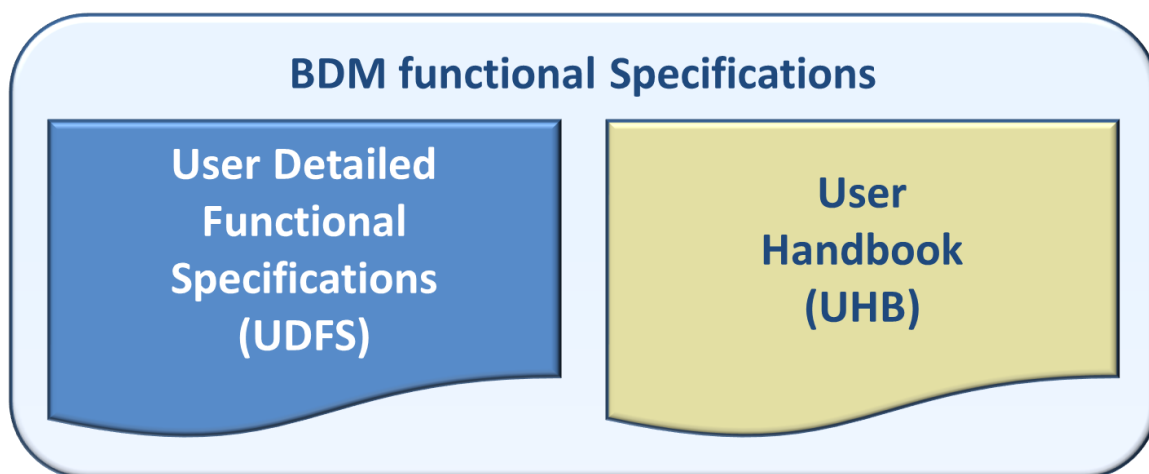 BDM functional Specifications
User Detailed
Functional
Specifications
(UDFS)
User
Handbook
(UHB)